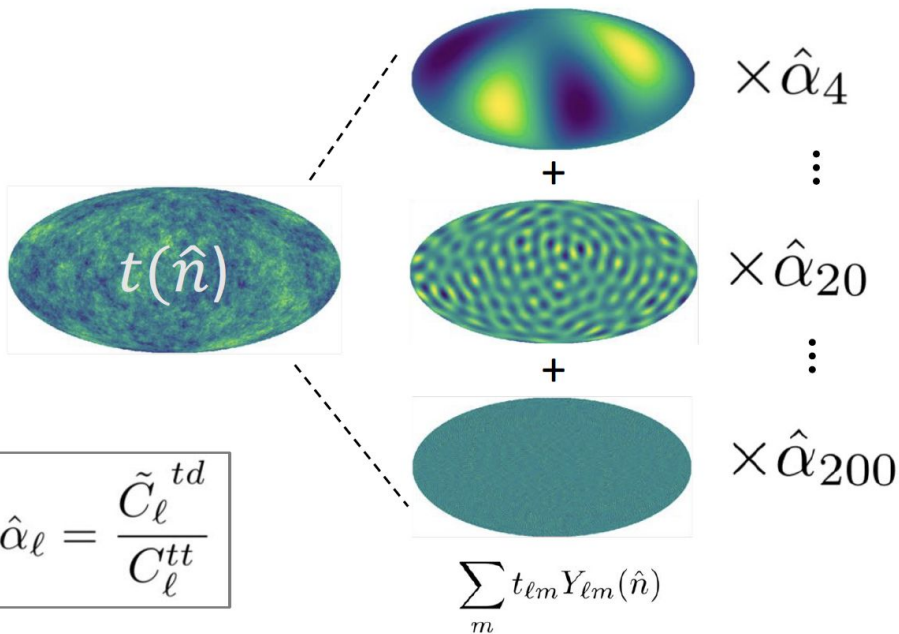 × α̂₄
+
⋮
t(n̂)
× α̂₂₀
+
⋮
× α̂₂₀₀
α̂_ℓ = C̃_ℓ^{td} / C_ℓ^{tt}
∑_m t_{ℓm} Y_{ℓm}(n̂)